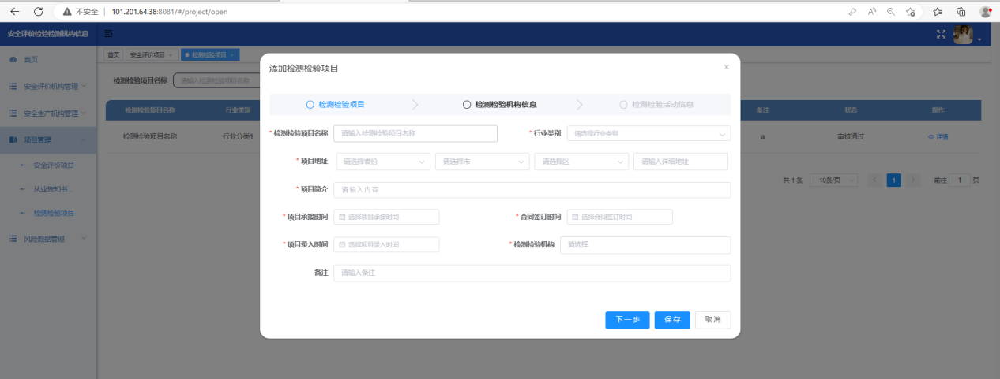 不安全 101.201.64.38:8081/#/project/open
安全评价检验检测机构信息
首页
安全评价机构管理
安全生产机构管理
项目管理
安全评价项目
从业告知书...
检测检验项目
风险数据管理
首页 安全评价项目 × 检测检验项目 ×
检测检验项目名称 请输入检测检验项目名称
检测检验项目名称 行业类别 备注 状态 操作
检测检验项目名称 行业分类1 a 审核通过 详情
共 1 条 10条/页 1 前往 1 页
添加检测检验项目
检测检验项目 检测检验机构信息 检测检验活动信息
* 检测检验项目名称 请输入检测检验项目名称 * 行业类别 请选择行业类别
* 项目地址 请选择省份 请选择市 请选择区 请输入详细地址
* 项目简介 请输入内容
* 项目承接时间 选择项目承接时间 * 合同签订时间 选择合同签订时间
* 项目录入时间 选择项目录入时间 * 检测检验机构 请选择
备注 请输入备注
下一步 保存 取消